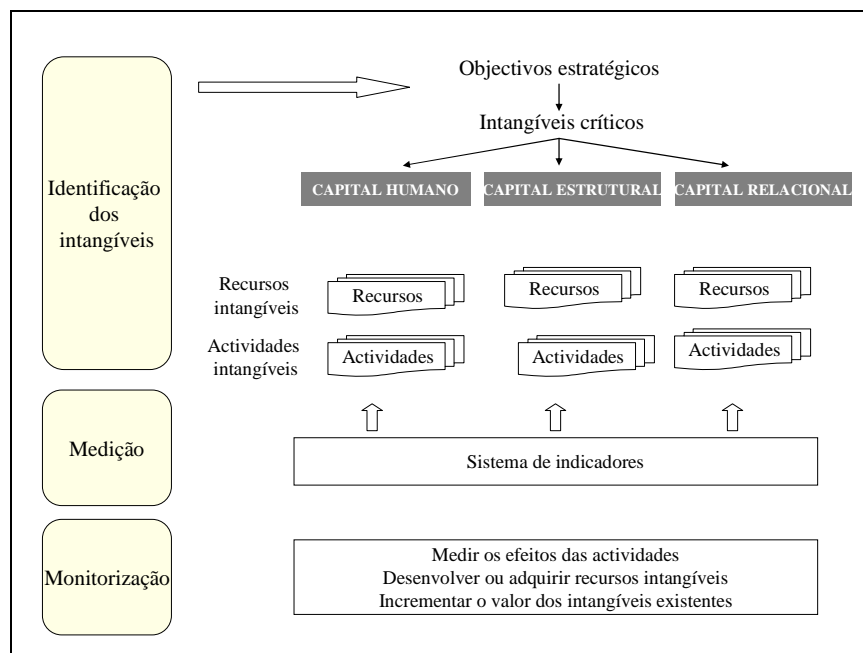 Objectivos estratégicos
Intangíveis críticos
Identificação
dos
intangíveis
CAPITAL HUMANO
CAPITAL ESTRUTURAL
CAPITAL RELACIONAL
Recursos
intangíveis
Recursos
Recursos
Recursos
Actividades
intangíveis
Actividades
Actividades
Actividades
Medição
Sistema de indicadores
Monitorização
Medir os efeitos das actividades
Desenvolver ou adquirir recursos intangíveis
Incrementar o valor dos intangíveis existentes